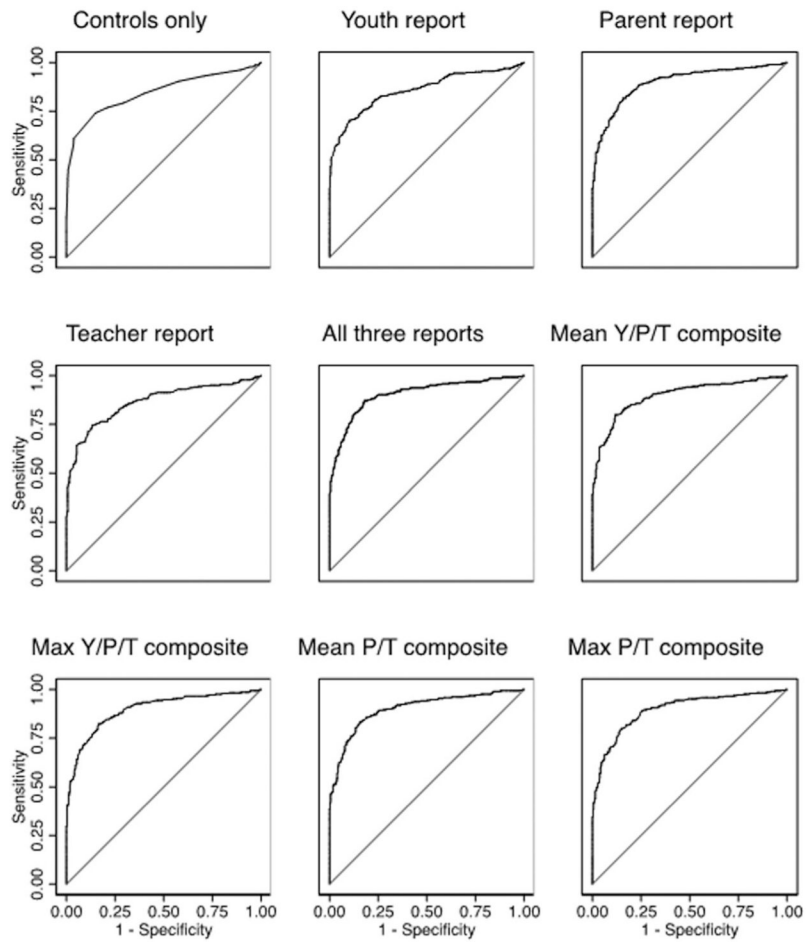 Controls only
Youth report
Parent report
Sensitivity
0.00 0.25 0.50 0.75 1.00
Teacher report
All three reports
Mean Y/P/T composite
Sensitivity
0.00 0.25 0.50 0.75 1.00
Max Y/P/T composite
Mean P/T composite
Max P/T composite
Sensitivity
0.00 0.25 0.50 0.75 1.00
0.00 0.25 0.50 0.75 1.00
1 - Specificity
0.00 0.25 0.50 0.75 1.00
1 - Specificity
0.00 0.25 0.50 0.75 1.00
1 - Specificity